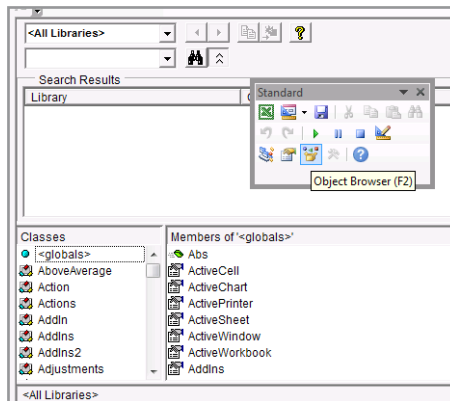 <All Libraries>
Search Results
Library
Standard
Object Browser (F2)
Classes
Members of '<globals>'
<globals>
Abs
AboveAverage
ActiveCell
Action
ActiveChart
Actions
ActivePrinter
AddIn
ActiveSheet
AddIns
ActiveWindow
AddIns2
ActiveWorkbook
Adjustments
AddIns
<All Libraries>